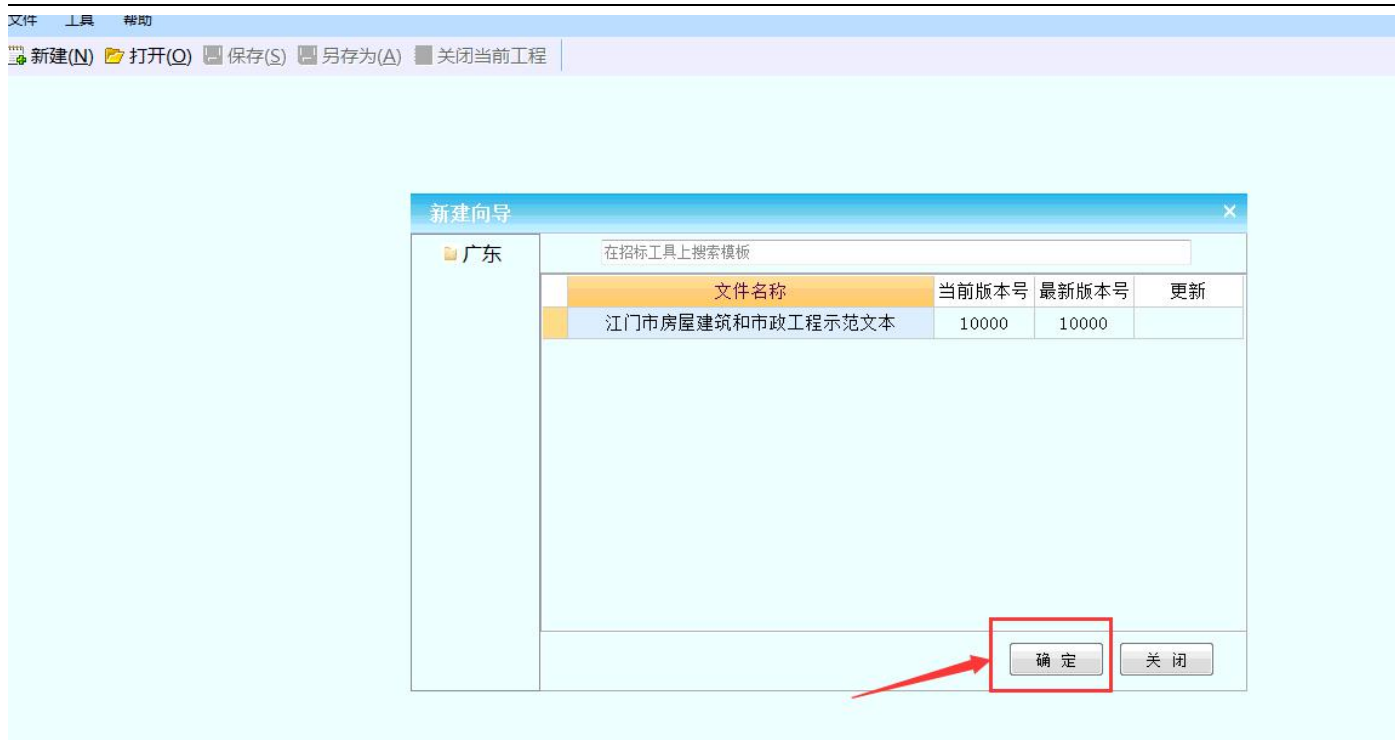 文件 工具 帮助
新建(N) 打开(O) 保存(S) 另存为(A) 关闭当前工程
新建向导 ×
广东
在招标工具上搜索模板
文件名称 当前版本号 最新版本号 更新
江门市房屋建筑和市政工程示范文本 10000 10000
确定 关闭